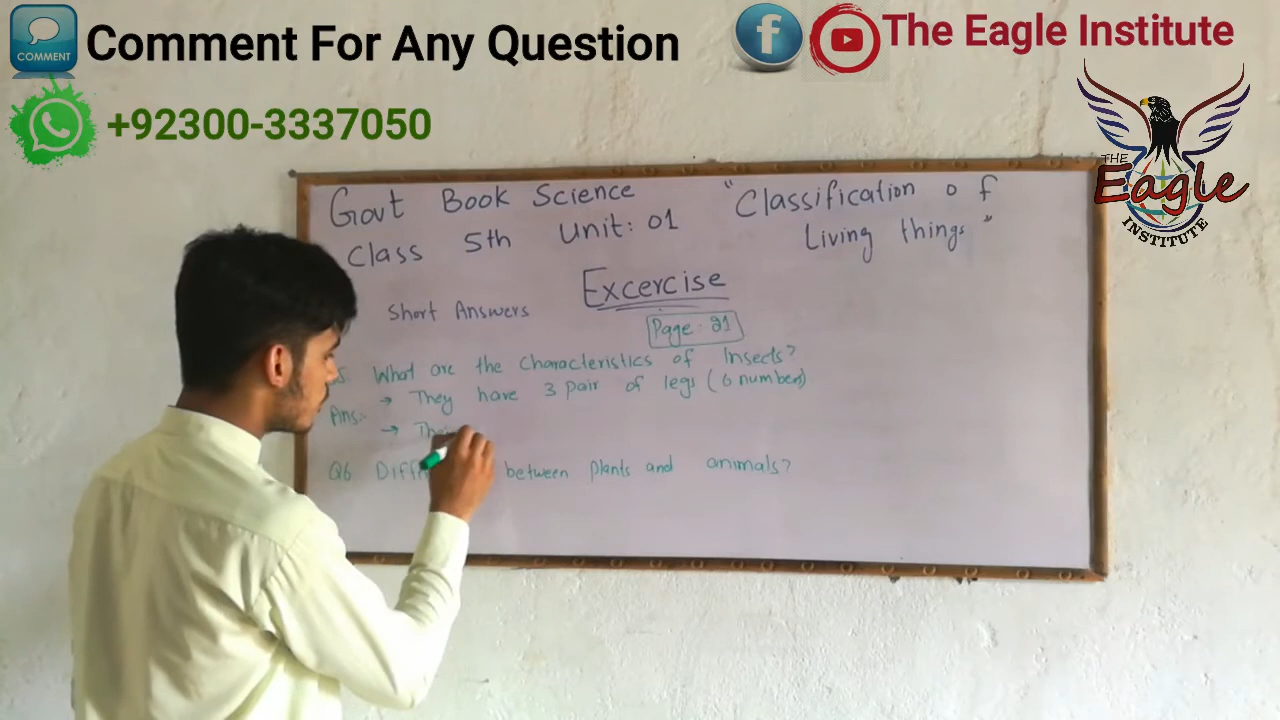 COMMENT
Comment For Any Question
The Eagle Institute
+92300-3337050
THE
Eagle
INSTITUTE
Govt Book Science
"Classification of
Class 5th Unit: 01
Living things"
Excercise
Short Answers
Page: 21
What are the Characteristics of Insects?
Ans:- → They have 3 pair of legs (6 number)
→
Q6 between plants and animals?